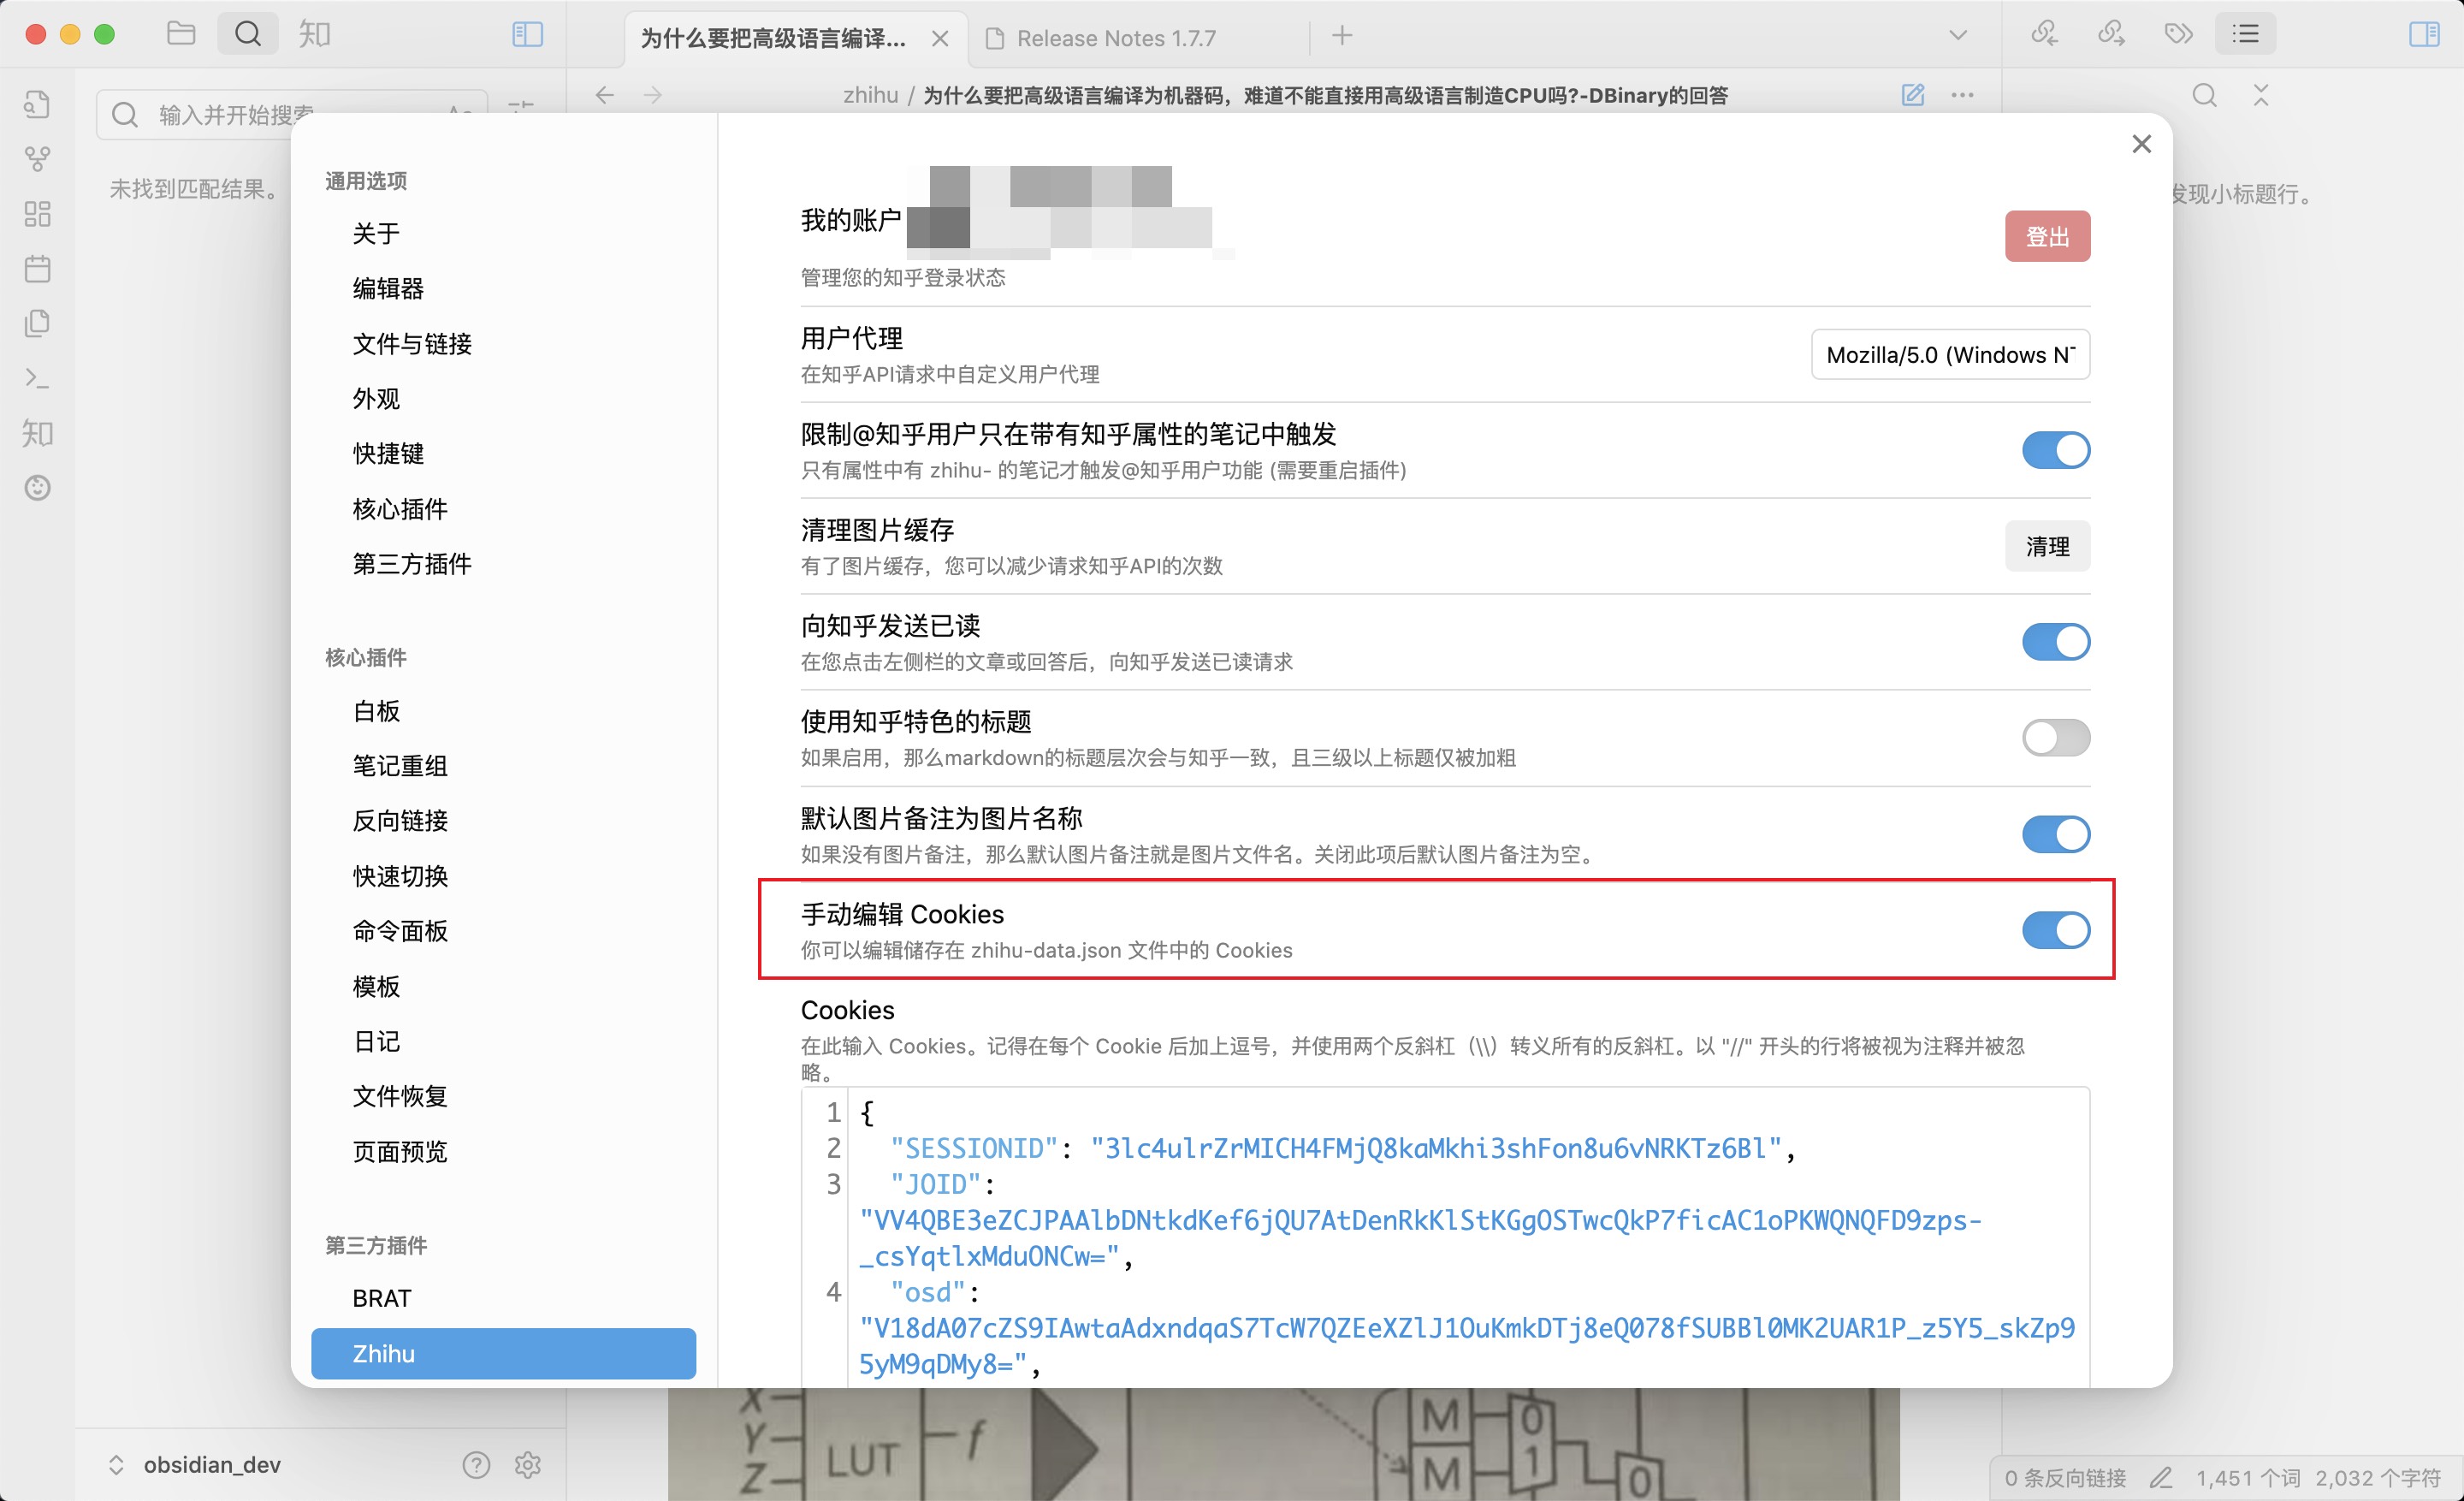 知
为什么要把高级语言编译...
Release Notes 1.7.7
输入并开始搜索
zhihu / 为什么要把高级语言编译为机器码，难道不能直接用高级语言制造CPU吗?-DBinary的回答
未找到匹配结果。
发现小标题行。
知
通用选项
关于
编辑器
文件与链接
外观
快捷键
核心插件
第三方插件
核心插件
白板
笔记重组
反向链接
快速切换
命令面板
模板
日记
文件恢复
页面预览
第三方插件
BRAT
Zhihu
我的账户
登出
管理您的知乎登录状态
用户代理
Mozilla/5.0 (Windows NT
在知乎API请求中自定义用户代理
限制@知乎用户只在带有知乎属性的笔记中触发
只有属性中有 zhihu- 的笔记才触发@知乎用户功能 (需要重启插件)
清理图片缓存
清理
有了图片缓存，您可以减少请求知乎API的次数
向知乎发送已读
在您点击左侧栏的文章或回答后，向知乎发送已读请求
使用知乎特色的标题
如果启用，那么markdown的标题层次会与知乎一致，且三级以上标题仅被加粗
默认图片备注为图片名称
如果没有图片备注，那么默认图片备注就是图片文件名。关闭此项后默认图片备注为空。
手动编辑 Cookies
你可以编辑储存在 zhihu-data.json 文件中的 Cookies
Cookies
在此输入 Cookies。记得在每个 Cookie 后加上逗号，并使用两个反斜杠（\\）转义所有的反斜杠。以 "//" 开头的行将被视为注释并被忽
略。
1 {
2 "SESSIONID": "3lc4ulrZrMICH4FMjQ8kaMkhi3shFon8u6vNRKTz6Bl",
3 "JOID":
"VV4QBE3eZCJPAAlbDNtkdKef6jQU7AtDenRkKlStKGgOSTwcQkP7ficAC1oPKWQNQFD9zps-
_csYqtlxMduONCw=",
4 "osd":
"V18dA07cZS9IAwtaAdxndqaS7TcW7QZEeXZlJ1OuKmkDTj8eQ078fSUBBl0MK2UAR1P_z5Y5_skZp9
5yM9qDMy8=",
X
Y
Z
LUT
f
M
M
0
1
0
obsidian_dev
0 条反向链接
1,451 个词
2,032 个字符